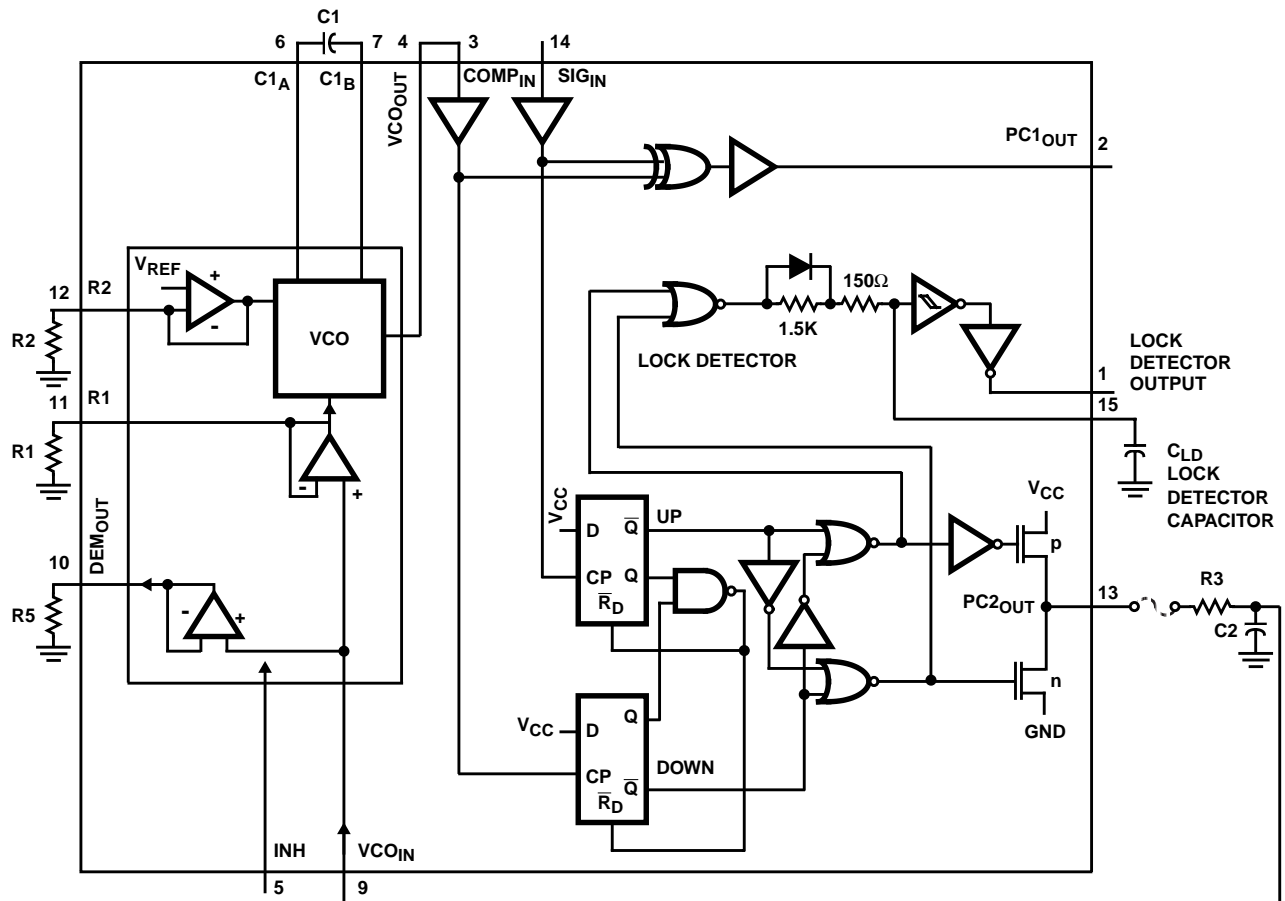 C1
6 7 4 3 14
C1A C1B VCOOUT COMPIN SIGIN
PC1OUT 2
VREF
12 R2
+
-
R2
VCO
150Ω
1.5K
LOCK DETECTOR
LOCK
DETECTOR
OUTPUT
1
15
11 R1
R1
-
+
CLD
LOCK
DETECTOR
CAPACITOR
VCC
VCC
D
Q̅ UP
CP Q
R̅D
p
DEMOUT
10
R5
-
+
PC2OUT 13
R3
C2
n
GND
VCC
D Q
CP Q̅ DOWN
R̅D
INH VCOIN
5 9